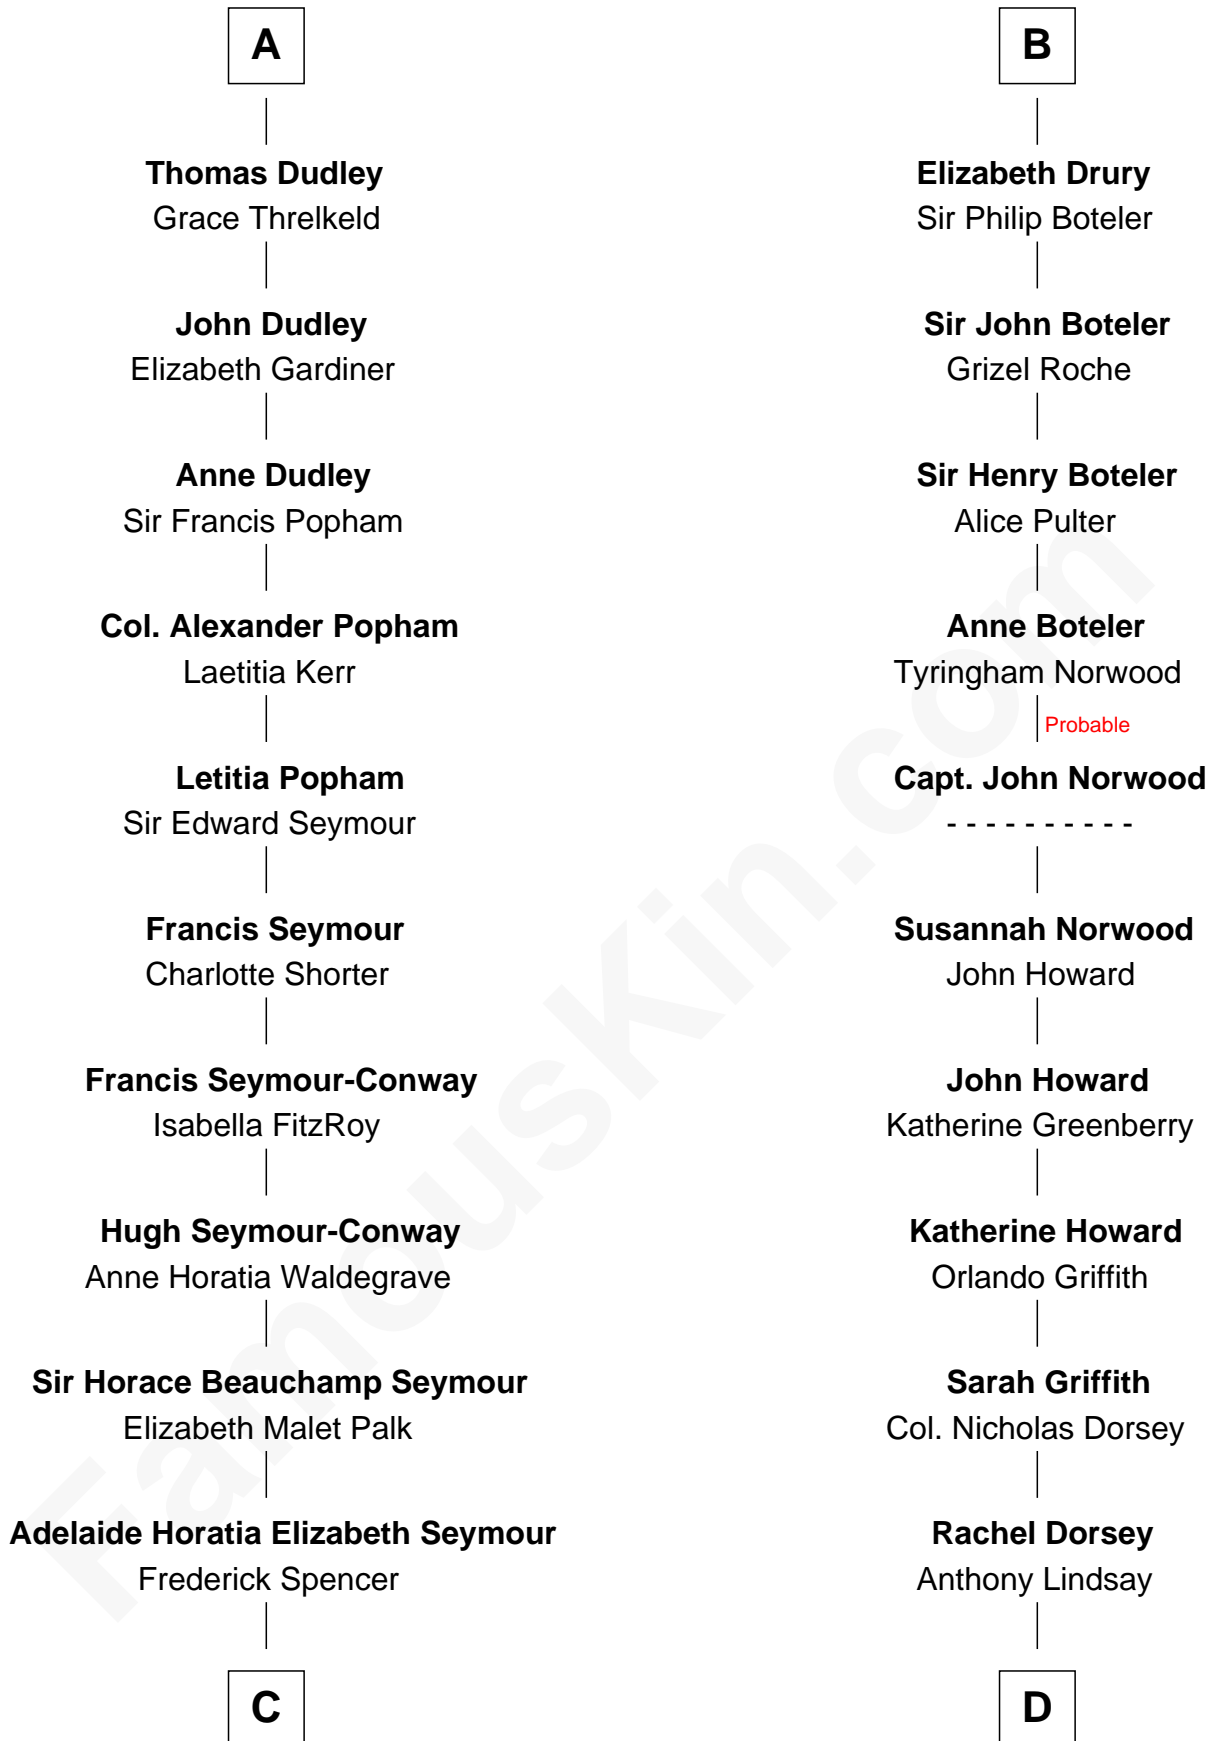 A
Thomas Dudley
Grace Threlkeld
John Dudley
Elizabeth Gardiner
Anne Dudley
Sir Francis Popham
Col. Alexander Popham
Laetitia Kerr
Letitia Popham
Sir Edward Seymour
Francis Seymour
Charlotte Shorter
Francis Seymour-Conway
Isabella FitzRoy
Hugh Seymour-Conway
Anne Horatia Waldegrave
Sir Horace Beauchamp Seymour
Elizabeth Malet Palk
Adelaide Horatia Elizabeth Seymour
Frederick Spencer
C
B
Elizabeth Drury
Sir Philip Boteler
Sir John Boteler
Grizel Roche
Sir Henry Boteler
Alice Pulter
Anne Boteler
Tyringham Norwood
Probable
Capt. John Norwood
- - - - - - - - - -
Susannah Norwood
John Howard
John Howard
Katherine Greenberry
Katherine Howard
Orlando Griffith
Sarah Griffith
Col. Nicholas Dorsey
Rachel Dorsey
Anthony Lindsay
D
FamousKin.com